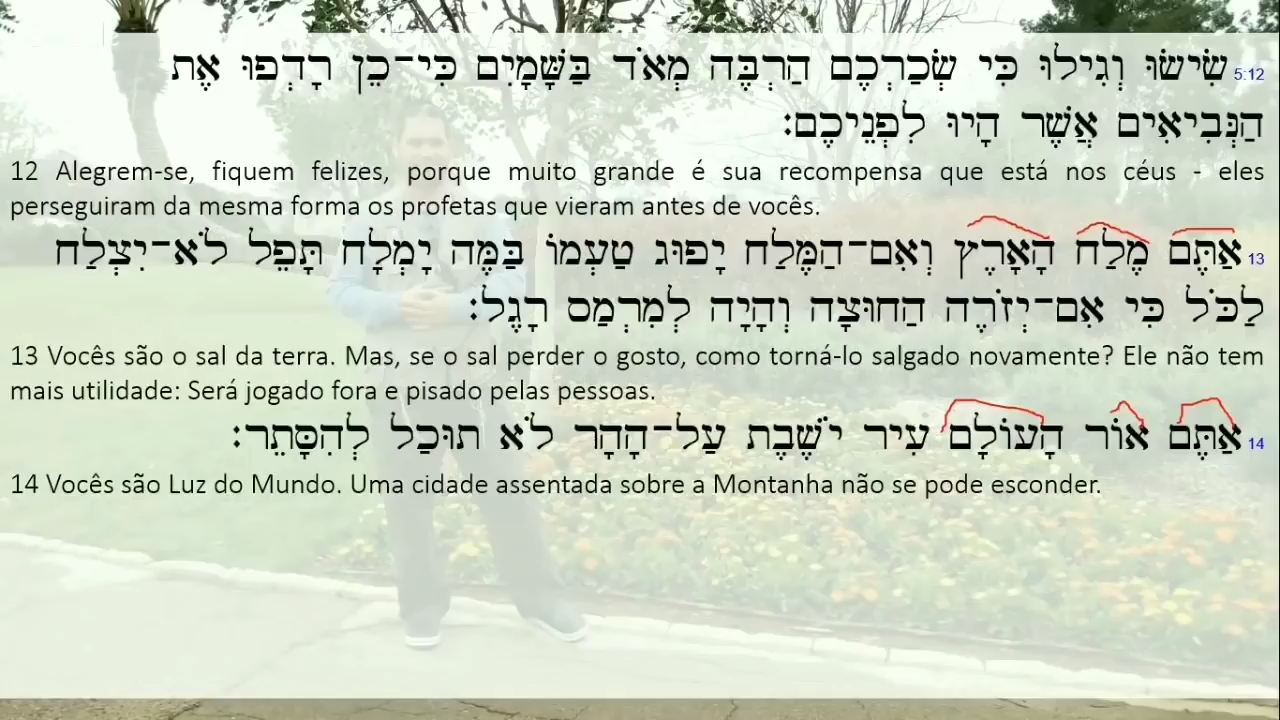 5:12 שִׂישׂוּ וְגִילוּ כִּי שְׂכַרְכֶם הַרְבֶּה מְאֹד בַּשָּׁמָיִם כִּי־כֵן רָדְפוּ אֶת
הַנְּבִיאִים אֲשֶׁר הָיוּ לִפְנֵיכֶם׃
12 Alegrem-se, fiquem felizes, porque muito grande é sua recompensa que está nos céus - eles
perseguiram da mesma forma os profetas que vieram antes de vocês.
13 אַתֶּם מֶלַח הָאָרֶץ וְאִם־הַמֶּלַח יָפוּג טַעְמוֹ בַּמֶּה יָמְלָח תָּפֵל לֹא־יִצְלַח
לַכֹּל כִּי אִם־יְזֹרֶה הַחוּצָה וְהָיָה לְמִרְמַס רָגֶל׃
13 Vocês são o sal da terra. Mas, se o sal perder o gosto, como torná-lo salgado novamente? Ele não tem
mais utilidade: Será jogado fora e pisado pelas pessoas.
14 אַתֶּם אוֹר הָעוֹלָם עִיר יֹשֶׁבֶת עַל־הָהָר לֹא תוּכַל לְהִסָּתֵר׃
14 Vocês são Luz do Mundo. Uma cidade assentada sobre a Montanha não se pode esconder.